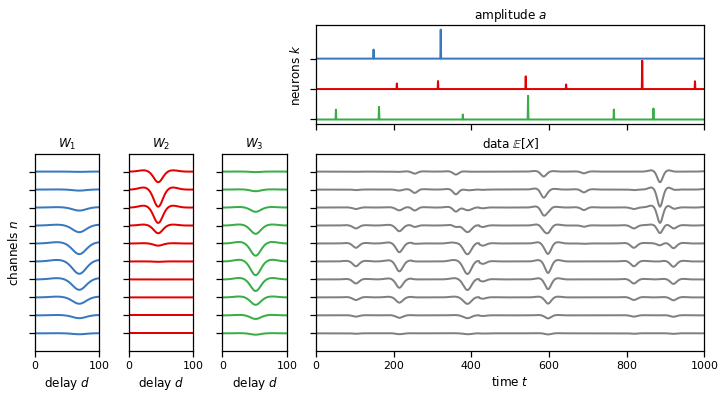 amplitude a
neurons k
W₁
W₂
W₃
data 𝔼[X]
channels n
0 100
0 100
0 100
0 200 400 600 800 1000
delay d
delay d
delay d
time t